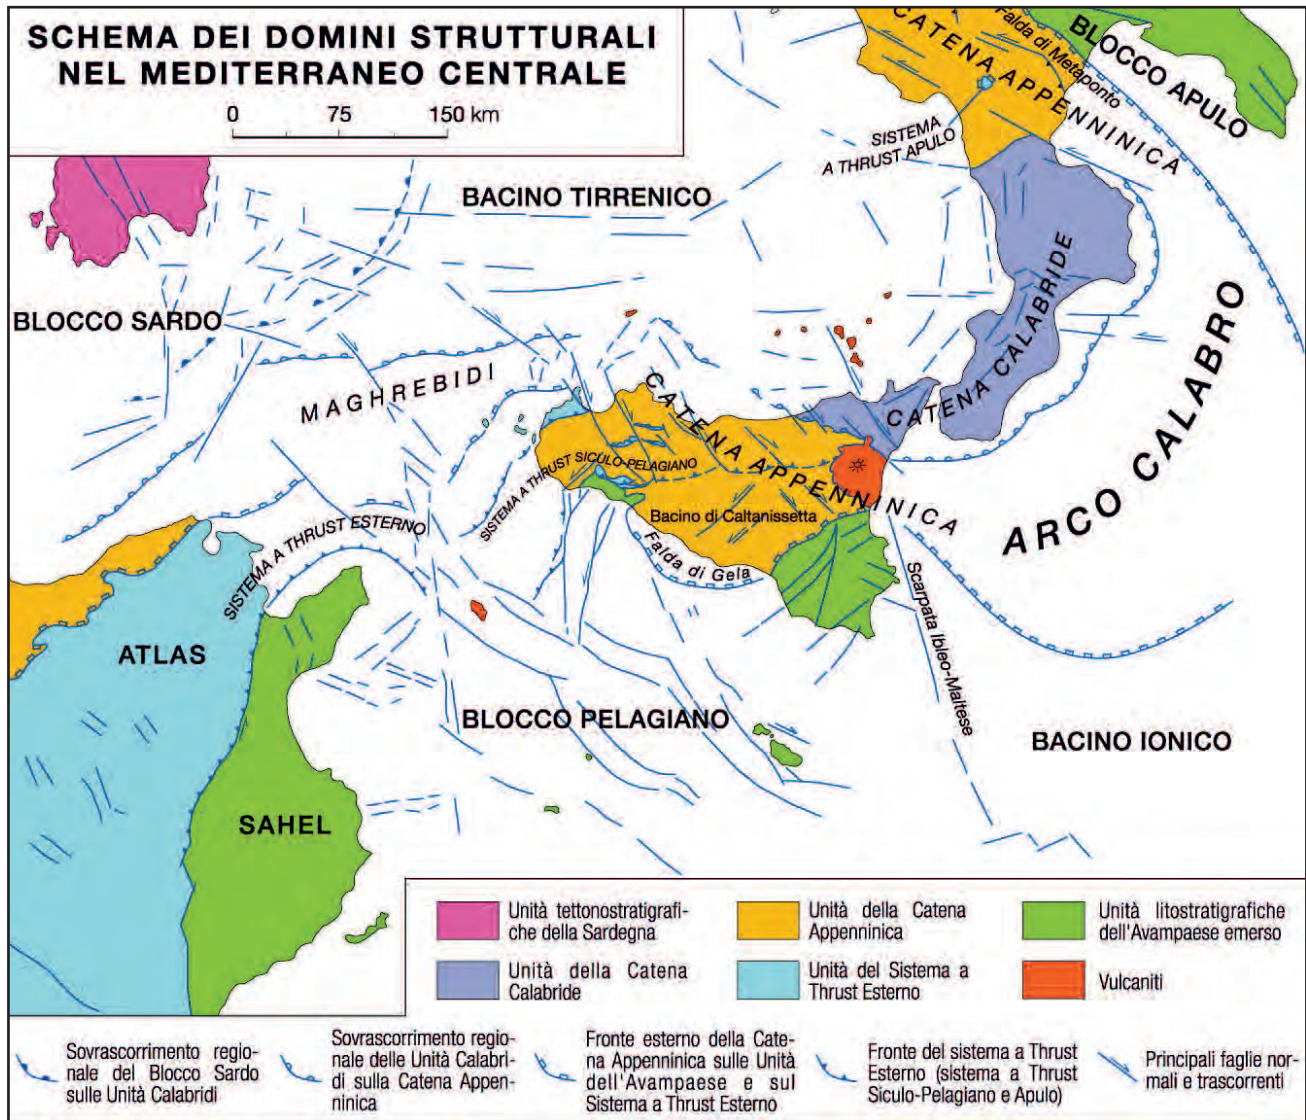 SCHEMA DEI DOMINI STRUTTURALI
NEL MEDITERRANEO CENTRALE
0 75 150 km
CATENA APPENNINICA
Falda di Metaponto
BLOCCO APULO
SISTEMA
A THRUST APULO
BACINO TIRRENICO
BLOCCO SARDO
MAGHREBIDI
CATENA CALABRIDE
ARCO CALABRO
CATENA APPENNINICA
SISTEMA A THRUST SICULO-PELAGIANO
Bacino di Caltanissetta
SISTEMA A THRUST ESTERNO
Falda di Gela
Scarpata Ibleo-Maltese
ATLAS
BLOCCO PELAGIANO
BACINO IONICO
SAHEL
Unità tettonostratigrafi-
che della Sardegna
Unità della Catena
Appenninica
Unità litostratigrafiche
dell'Avampaese emerso
Unità della Catena
Calabride
Unità del Sistema a
Thrust Esterno
Vulcaniti
Sovrascorrimento regio-
nale del Blocco Sardo
sulle Unità Calabridi
Sovrascorrimento regio-
nale delle Unità Calabri-
di sulla Catena Appen-
ninica
Fronte esterno della Cate-
na Appenninica sulle Unità
dell'Avampaese e sul
Sistema a Thrust Esterno
Fronte del sistema a Thrust
Esterno (sistema a Thrust
Siculo-Pelagiano e Apulo)
Principali faglie nor-
mali e trascorrenti